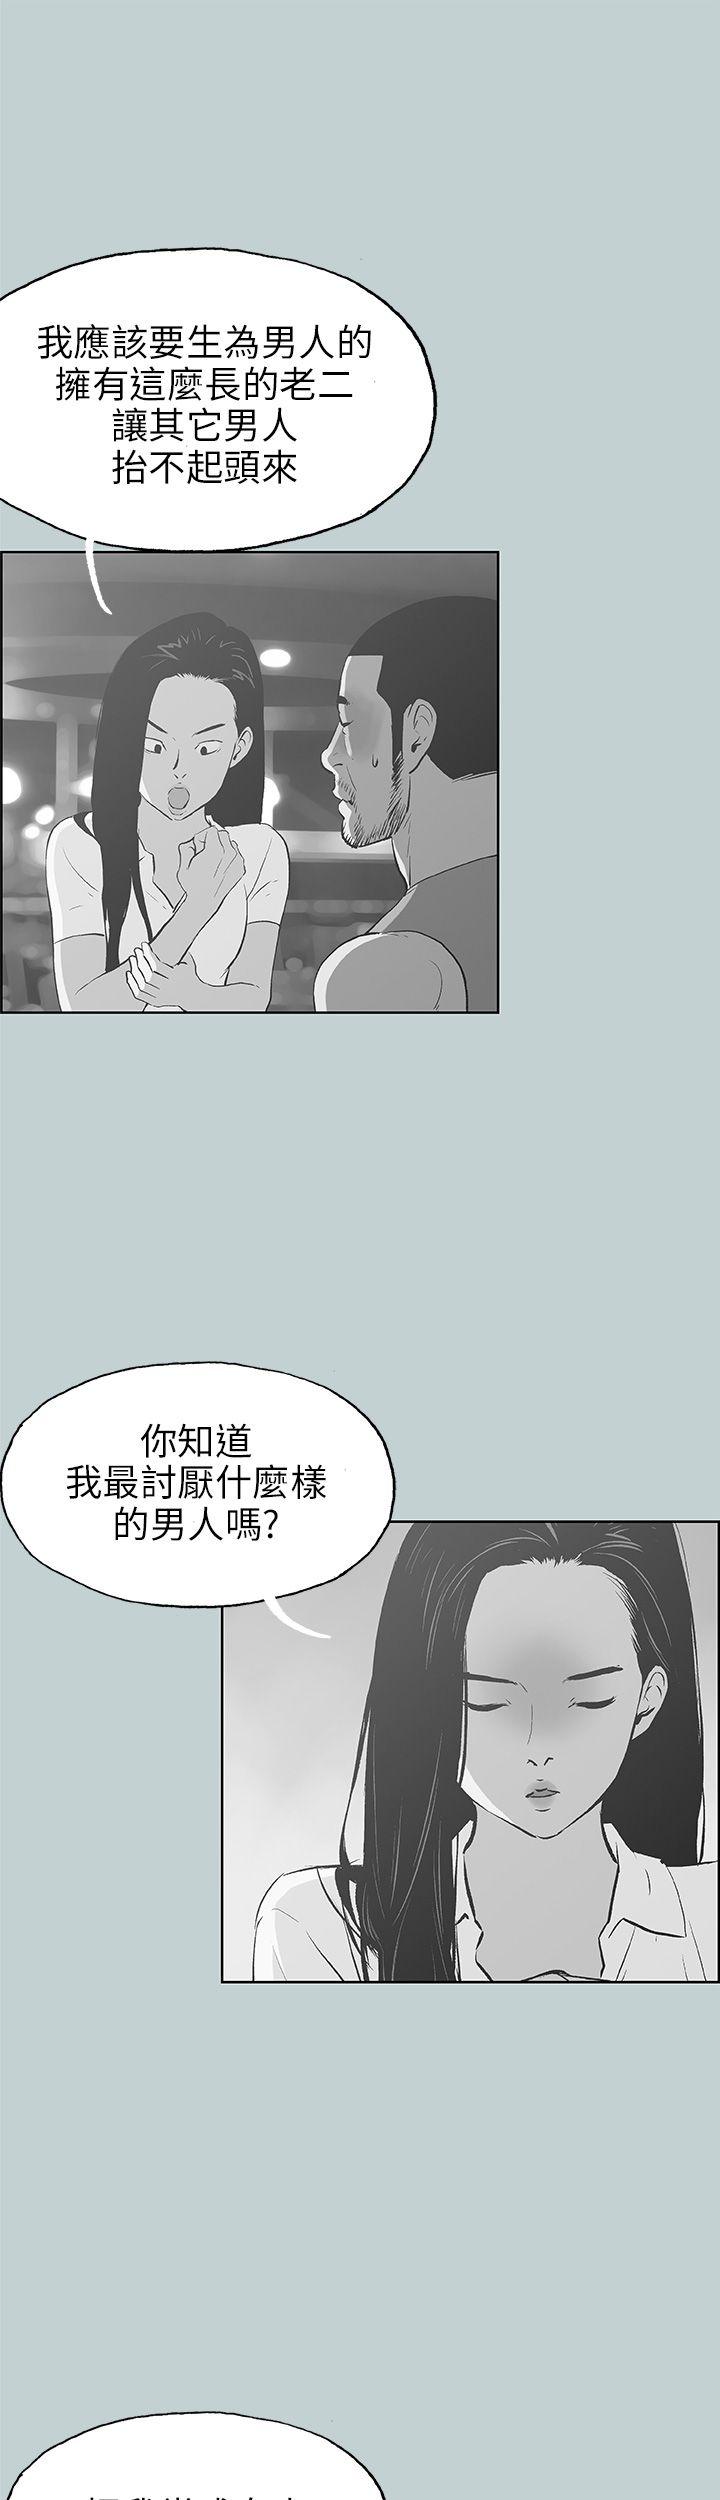 我應該要生為男人的
擁有這麼長的老二
讓其它男人
抬不起頭來
你知道
我最討厭什麼樣
的男人嗎?